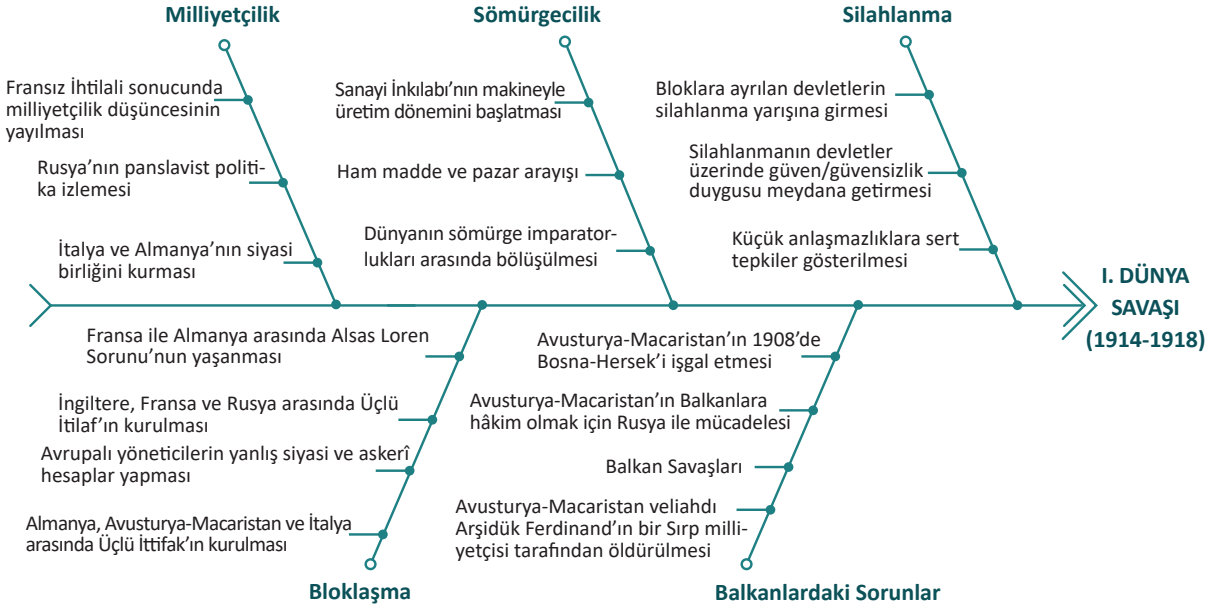 Milliyetçilik
Fransız İhtilali sonucunda
milliyetçilik düşüncesinin
yayılması
Rusya’nın panslavist politi-
ka izlemesi
İtalya ve Almanya’nın siyasi
birliğini kurması
Sömürgecilik
Sanayi İnkılabı’nın makineyle
üretim dönemini başlatması
Ham madde ve pazar arayışı
Dünyanın sömürge imparator-
lukları arasında bölüşülmesi
Silahlanma
Bloklara ayrılan devletlerin
silahlanma yarışına girmesi
Silahlanmanın devletler
üzerinde güven/güvensizlik
duygusu meydana getirmesi
Küçük anlaşmazlıklara sert
tepkiler gösterilmesi
I. DÜNYA
SAVAŞI
(1914-1918)
Fransa ile Almanya arasında Alsas Loren
Sorunu’nun yaşanması
İngiltere, Fransa ve Rusya arasında Üçlü
İtilaf’ın kurulması
Avrupalı yöneticilerin yanlış siyasi ve askerî
hesaplar yapması
Almanya, Avusturya-Macaristan ve İtalya
arasında Üçlü İttifak’ın kurulması
Bloklaşma
Avusturya-Macaristan’ın 1908’de
Bosna-Hersek’i işgal etmesi
Avusturya-Macaristan’ın Balkanlara
hâkim olmak için Rusya ile mücadelesi
Balkan Savaşları
Avusturya-Macaristan veliahdı
Arşidük Ferdinand’ın bir Sırp milli-
yetçisi tarafından öldürülmesi
Balkanlardaki Sorunlar